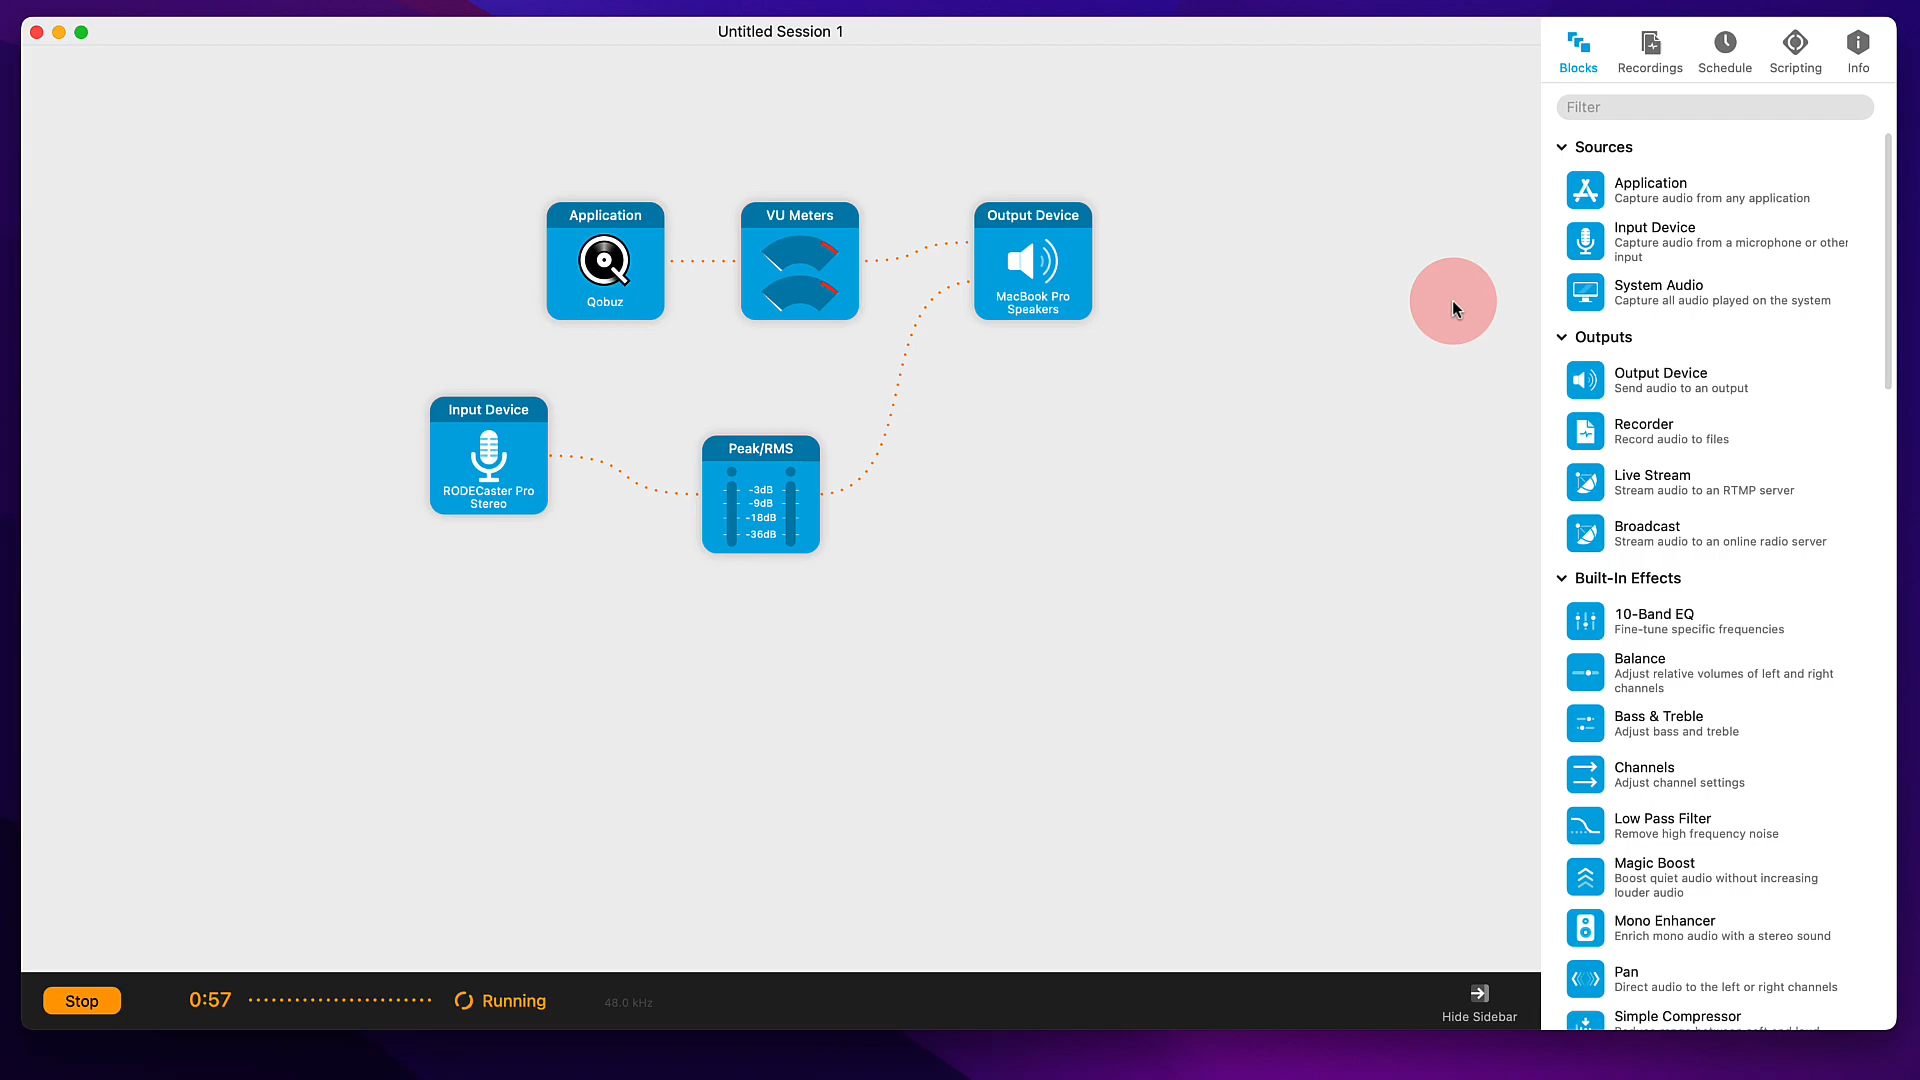 Untitled Session 1
Blocks
Recordings
Schedule
Scripting
Info
Filter
Sources
Application
Capture audio from any application
Input Device
Capture audio from a microphone or other
input
System Audio
Capture all audio played on the system
Outputs
Output Device
Send audio to an output
Recorder
Record audio to files
Live Stream
Stream audio to an RTMP server
Broadcast
Stream audio to an online radio server
Built-In Effects
10-Band EQ
Fine-tune specific frequencies
Balance
Adjust relative volumes of left and right
channels
Bass & Treble
Adjust bass and treble
Channels
Adjust channel settings
Low Pass Filter
Remove high frequency noise
Magic Boost
Boost quiet audio without increasing
louder audio
Mono Enhancer
Enrich mono audio with a stereo sound
Pan
Direct audio to the left or right channels
Simple Compressor
Application
Qobuz
VU Meters
Output Device
MacBook Pro
Speakers
Input Device
RODECaster Pro
Stereo
Peak/RMS
-3dB
-9dB
-18dB
-36dB
Stop
0:57
Running
48.0 kHz
Hide Sidebar